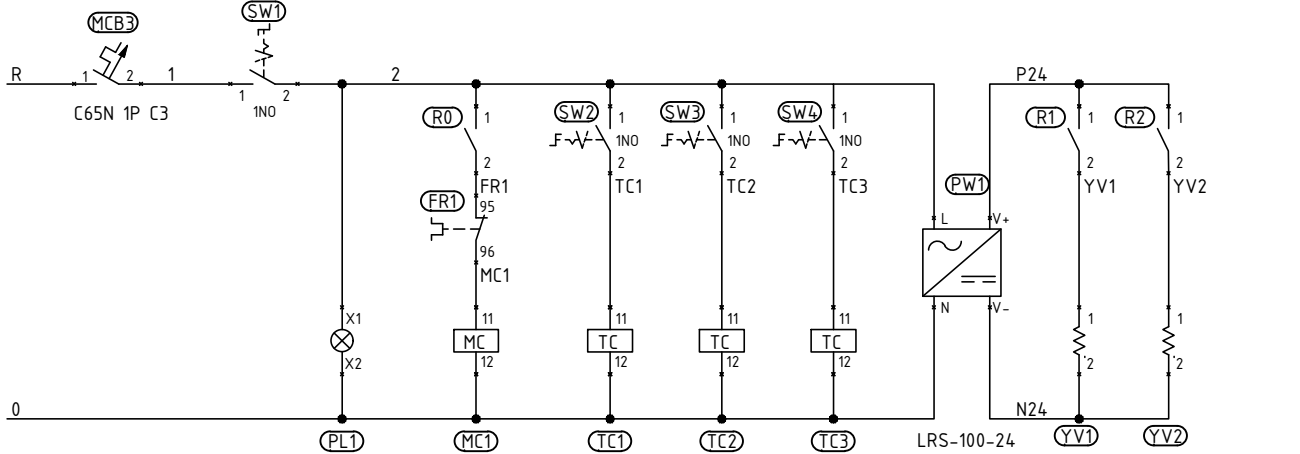 SW1
MCB3
R 1 2 1 2 P24
1 2 1 2
C65N 1P C3 1NO
R0 1 SW2 1 SW3 1 SW4 1 R1 1 R2 1
1NO 1NO 1NO
2 2 2 2 2 2
FR1 TC1 TC2 TC3 PW1 YV1 YV2
FR1 95
L V+
96
MC1
N V-
X1 11 11 11 11 1 1
MC TC TC TC
X2 12 12 12 12 2 2
0 N24
PL1 MC1 TC1 TC2 TC3 LRS-100-24 YV1 YV2